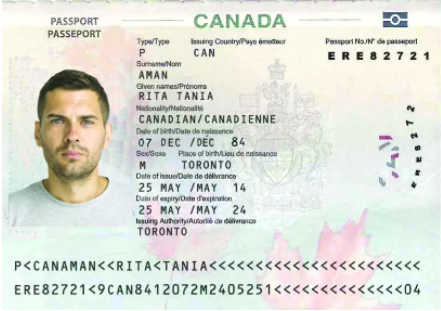 PASSPORT
PASSEPORT
CANADA
Type/Type Issuing Country/Pays émetteur Passport No./N° de passeport
P CAN ERE82721
Surname/Nom
AMAN
Given names/Prénoms
RITA TANIA
Nationality/Nationalité
CANADIAN/CANADIENNE
Date of birth/Date de naissance
07 DEC /DÉC 84
Sex/Sexe Place of birth/Lieu de naissance
M TORONTO
Date of issue/Date de délivrance
25 MAY /MAY 14
Date of expiry/Date d'expiration
25 MAY /MAY 24
Issuing Authority/Autorité de délivrance
TORONTO
P<CANAMAN<<RITA<TANIA<<<<<<<<<<<<<<<<<<<<<<<
ERE82721<9CAN8412072M2405251<<<<<<<<<<<<<<04